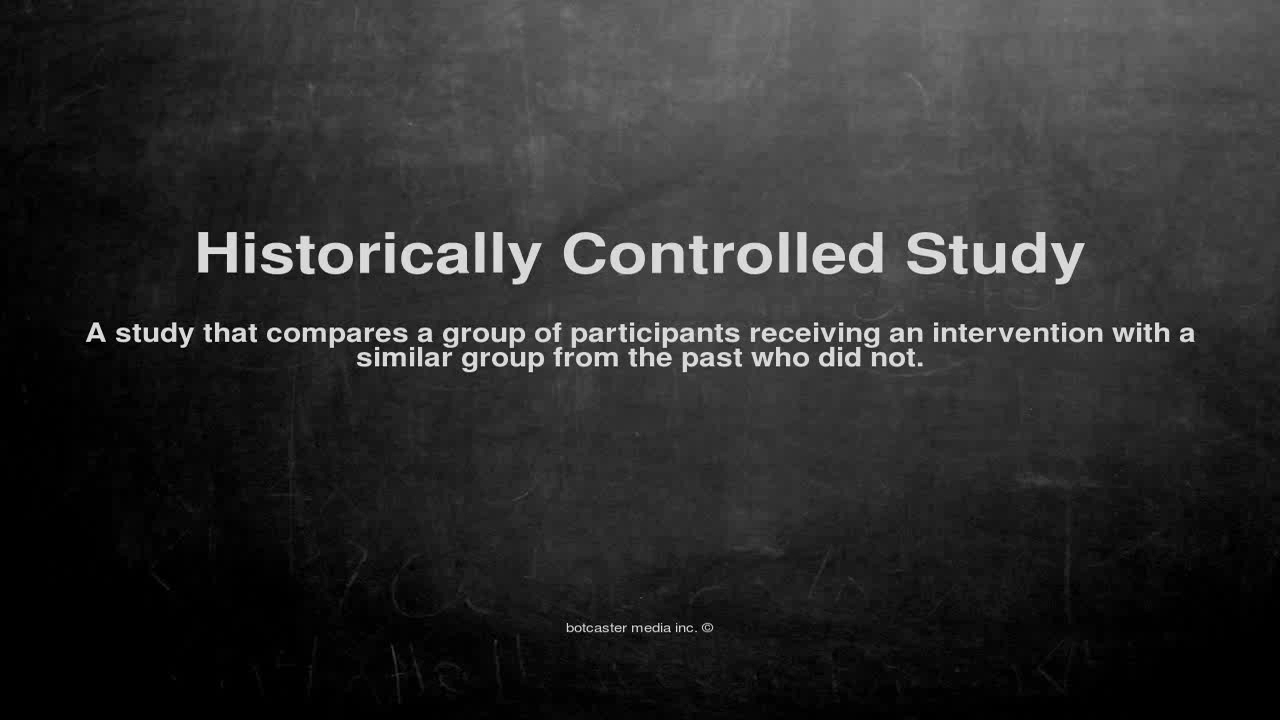 Historically Controlled Study
A study that compares a group of participants receiving an intervention with a
similar group from the past who did not.
botcaster media inc. ©